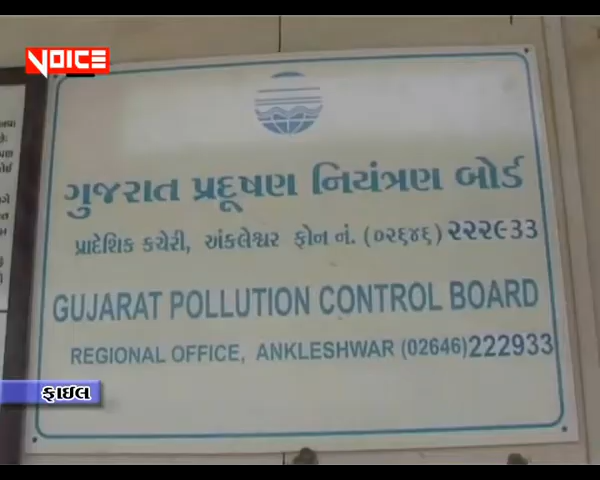 VOICE
ગુજરાત પ્રદૂષણ નિયંત્રણ બોર્ડ
પ્રાદેશિક કચેરી, અંકલેશ્વર ફોન નં. (૦૨૬૪૬) ૨૨૨૯૩૩
GUJARAT POLLUTION CONTROL BOARD
REGIONAL OFFICE, ANKLESHWAR (02646) 222933
ફાઈલ